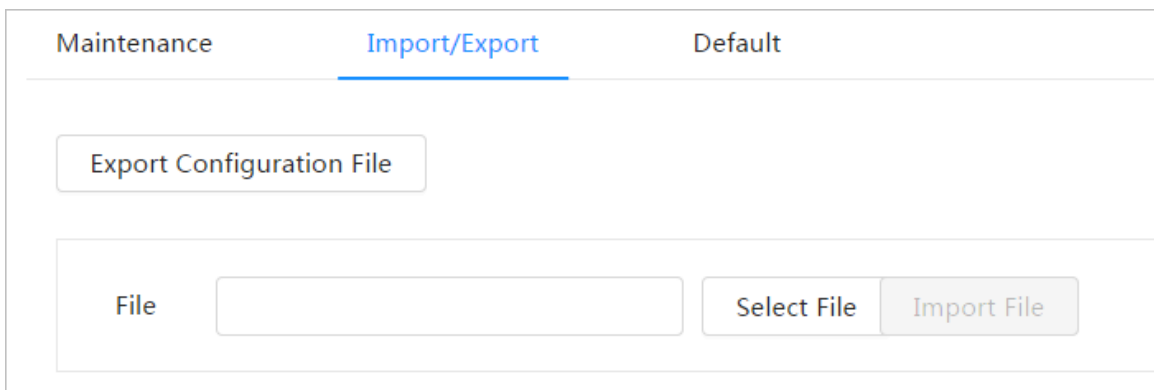 Maintenance Import/Export Default
Export Configuration File
File Select File Import File